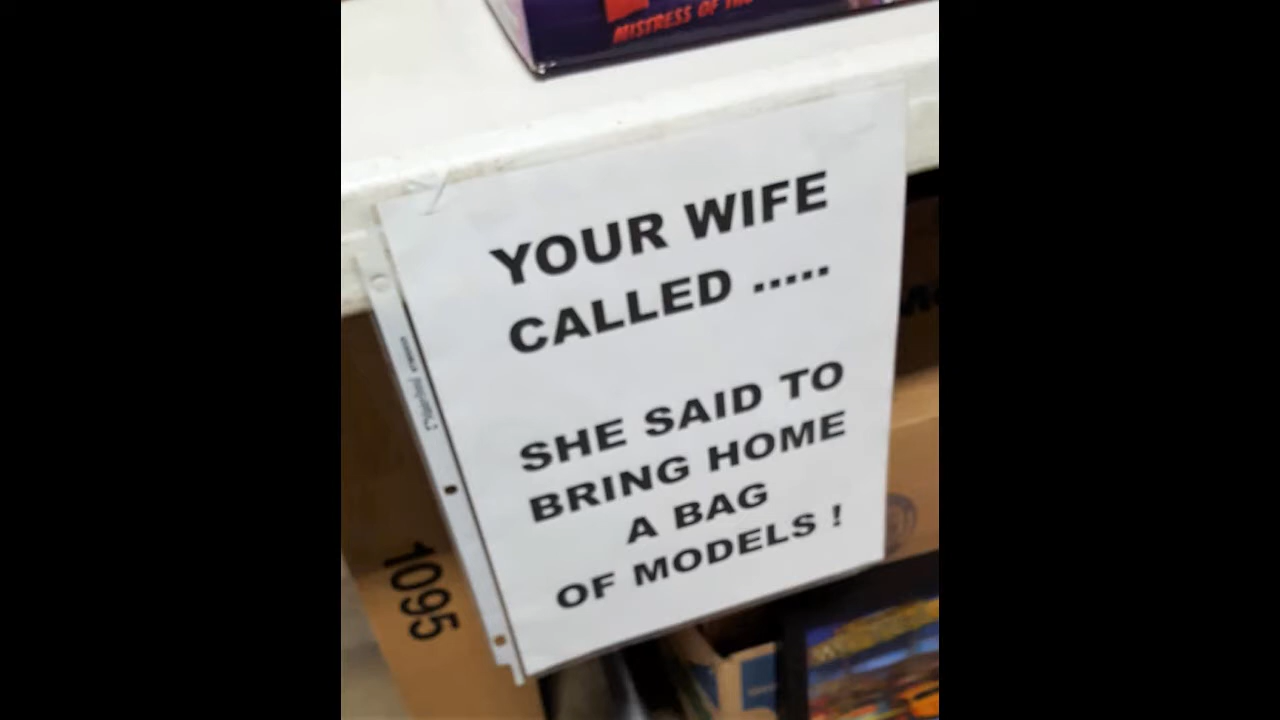 MISTRESS OF
YOUR WIFE
CALLED .....
SHE SAID TO
BRING HOME
A BAG
OF MODELS !
1095